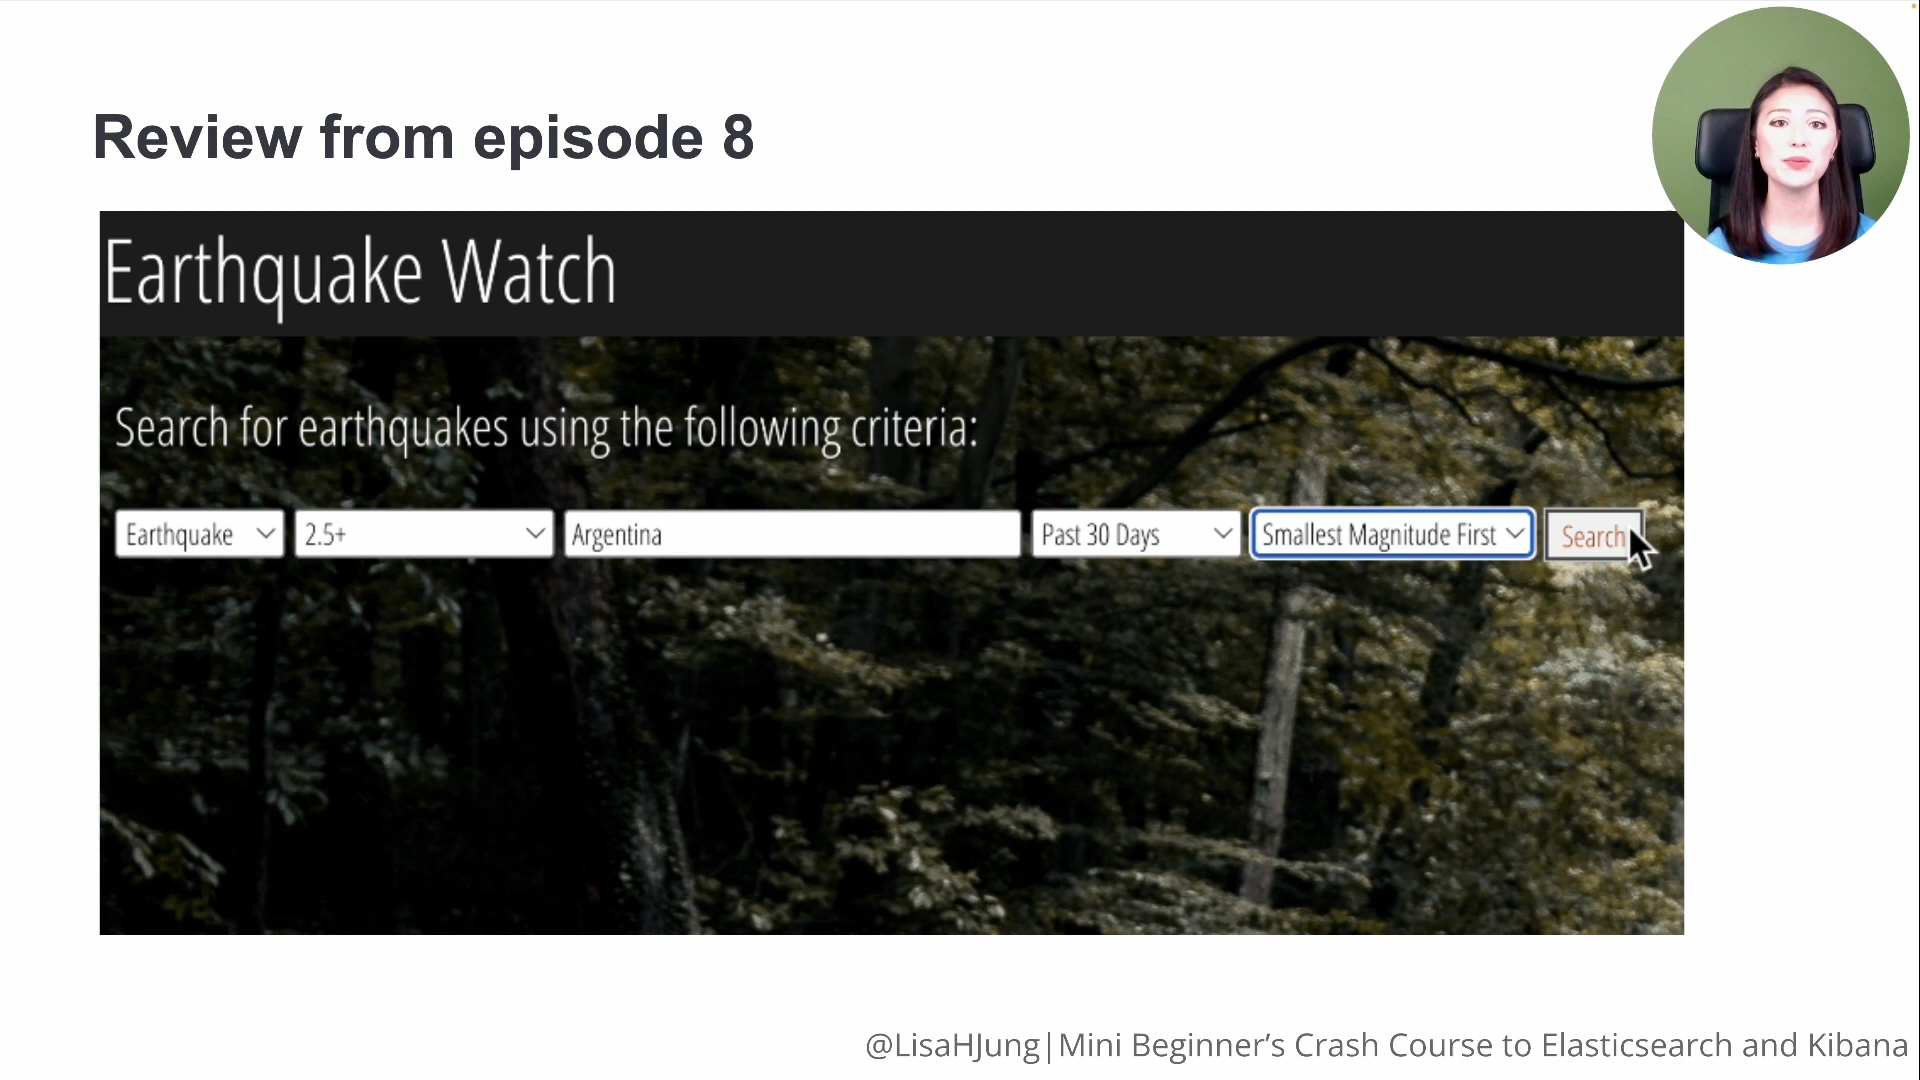 Review from episode 8
Earthquake Watch
Search for earthquakes using the following criteria:
Earthquake 2.5+ Argentina Past 30 Days Smallest Magnitude First Search
@LisaHJung|Mini Beginner’s Crash Course to Elasticsearch and Kibana